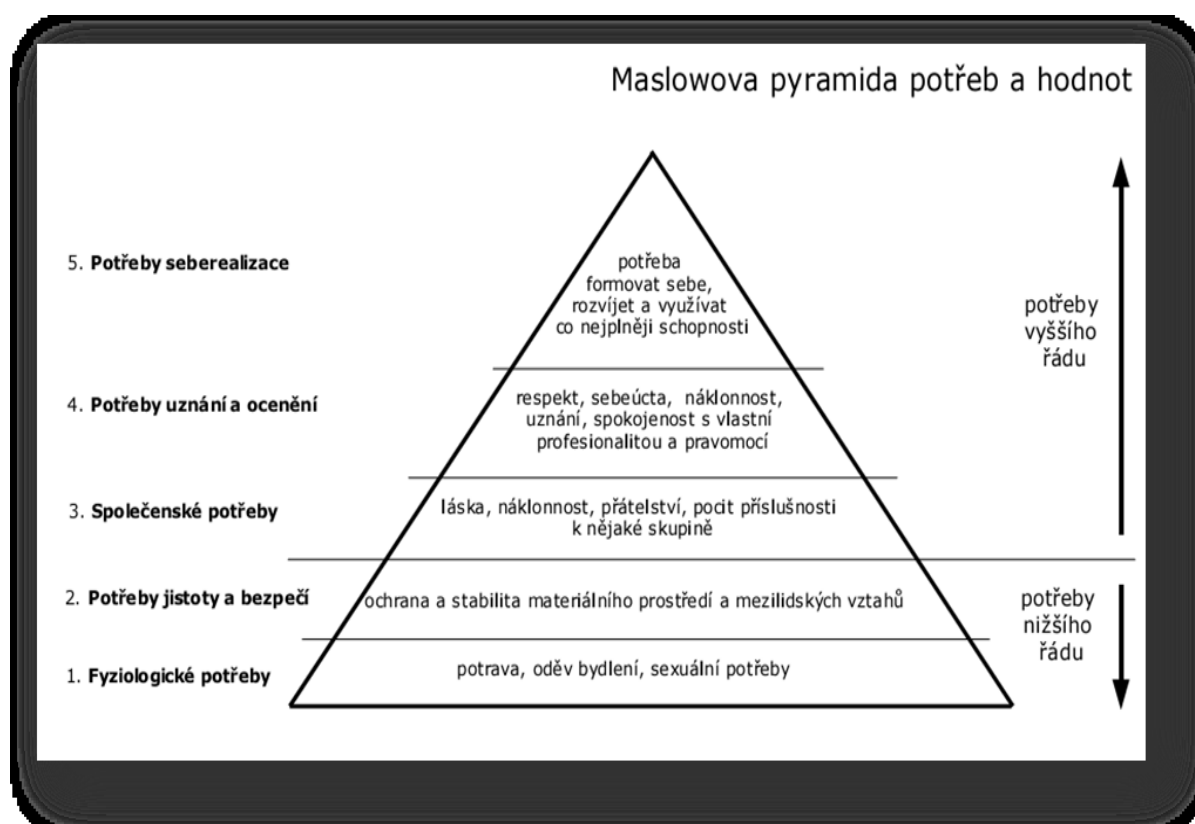 Maslowova pyramida potřeb a hodnot
5. Potřeby seberealizace
potřeba
formovat sebe,
rozvíjet a využívat
co nejplněji schopnosti
potřeby
vyššího
řádu
4. Potřeby uznání a ocenění
respekt, sebeúcta, náklonnost,
uznání, spokojenost s vlastní
profesionalitou a pravomocí
3. Společenské potřeby
láska, náklonnost, přátelství, pocit příslušnosti
k nějaké skupině
2. Potřeby jistoty a bezpečí
ochrana a stabilita materiálního prostředí a mezilidských vztahů
potřeby
nižšího
řádu
1. Fyziologické potřeby
potrava, oděv bydlení, sexuální potřeby